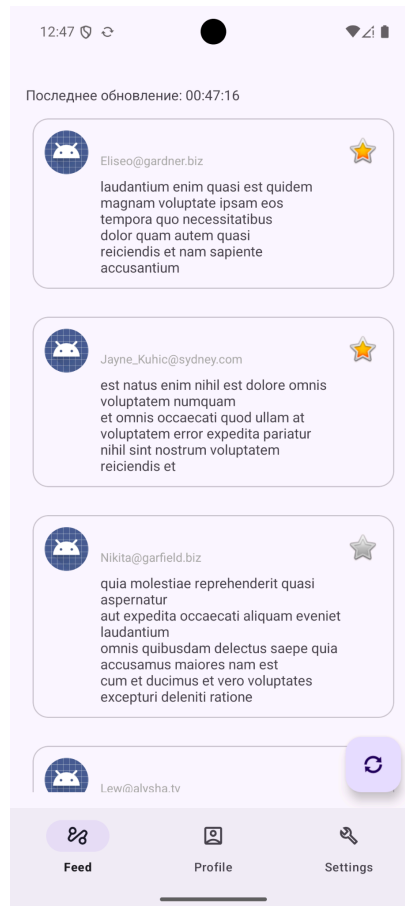 12:47
Последнее обновление: 00:47:16
Eliseo@gardner.biz
laudantium enim quasi est quidem
magnam voluptate ipsam eos
tempora quo necessitatibus
dolor quam autem quasi
reiciendis et nam sapiente
accusantium
Jayne_Kuhic@sydney.com
est natus enim nihil est dolore omnis
voluptatem numquam
et omnis occaecati quod ullam at
voluptatem error expedita pariatur
nihil sint nostrum voluptatem
reiciendis et
Nikita@garfield.biz
quia molestiae reprehenderit quasi
aspernatur
aut expedita occaecati aliquam eveniet
laudantium
omnis quibusdam delectus saepe quia
accusamus maiores nam est
cum et ducimus et vero voluptates
excepturi deleniti ratione
Lew@alysha.tv
Feed
Profile
Settings